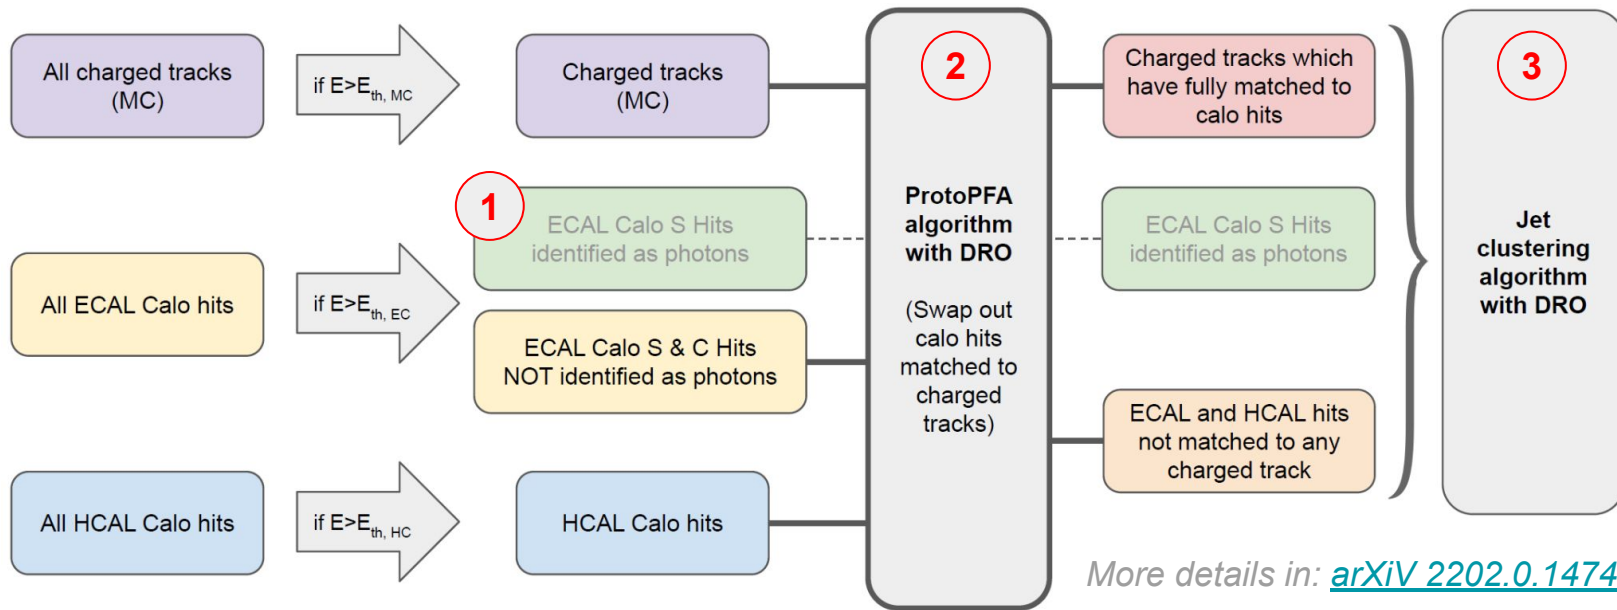 All charged tracks
(MC)
if E>E_th, MC
Charged tracks
(MC)
1
ECAL Calo S Hits
identified as photons
All ECAL Calo hits
if E>E_th, EC
ECAL Calo S & C Hits
NOT identified as photons
All HCAL Calo hits
if E>E_th, HC
HCAL Calo hits
2
ProtoPFA
algorithm
with DRO
(Swap out
calo hits
matched to
charged
tracks)
Charged tracks which
have fully matched to
calo hits
ECAL Calo S Hits
identified as photons
ECAL and HCAL hits
not matched to any
charged track
3
Jet
clustering
algorithm
with DRO
More details in: arXiV 2202.0.1474